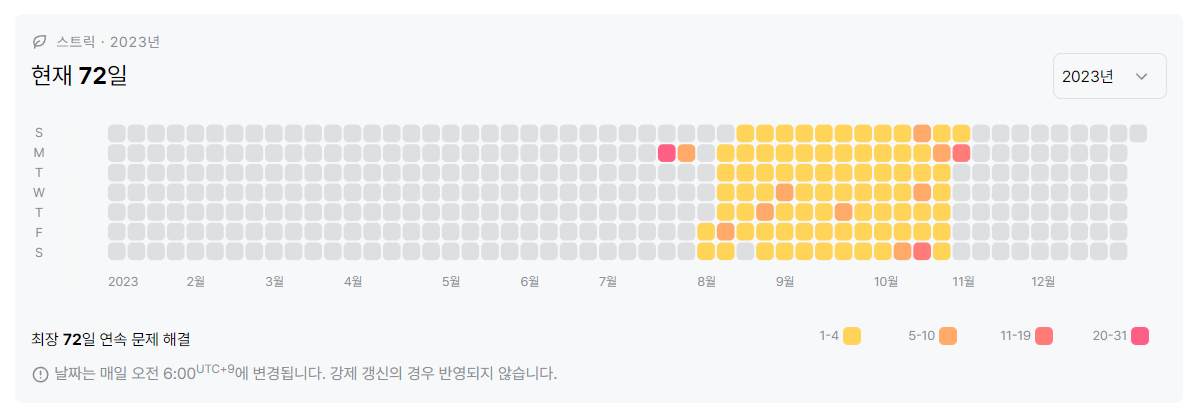 스트릭 · 2023년
현재 72일
2023년
S
M
T
W
T
F
S
2023 2월 3월 4월 5월 6월 7월 8월 9월 10월 11월 12월
최장 72일 연속 문제 해결
1-4 5-10 11-19 20-31
날짜는 매일 오전 6:00UTC+9에 변경됩니다. 강제 갱신의 경우 반영되지 않습니다.